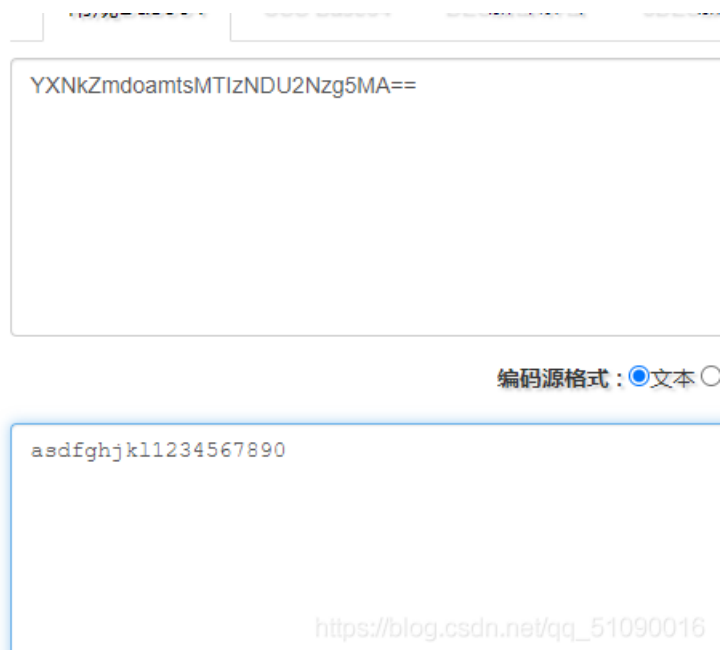 YXNkZmdoamtsMTIzNDU2Nzg5MA==
编码源格式：文本
asdfghjkl1234567890
https://blog.csdn.net/qq_51090016